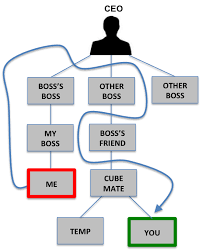 CEO
BOSS'S
BOSS
OTHER
BOSS
OTHER
BOSS
MY
BOSS
BOSS'S
FRIEND
ME
CUBE
MATE
TEMP
YOU